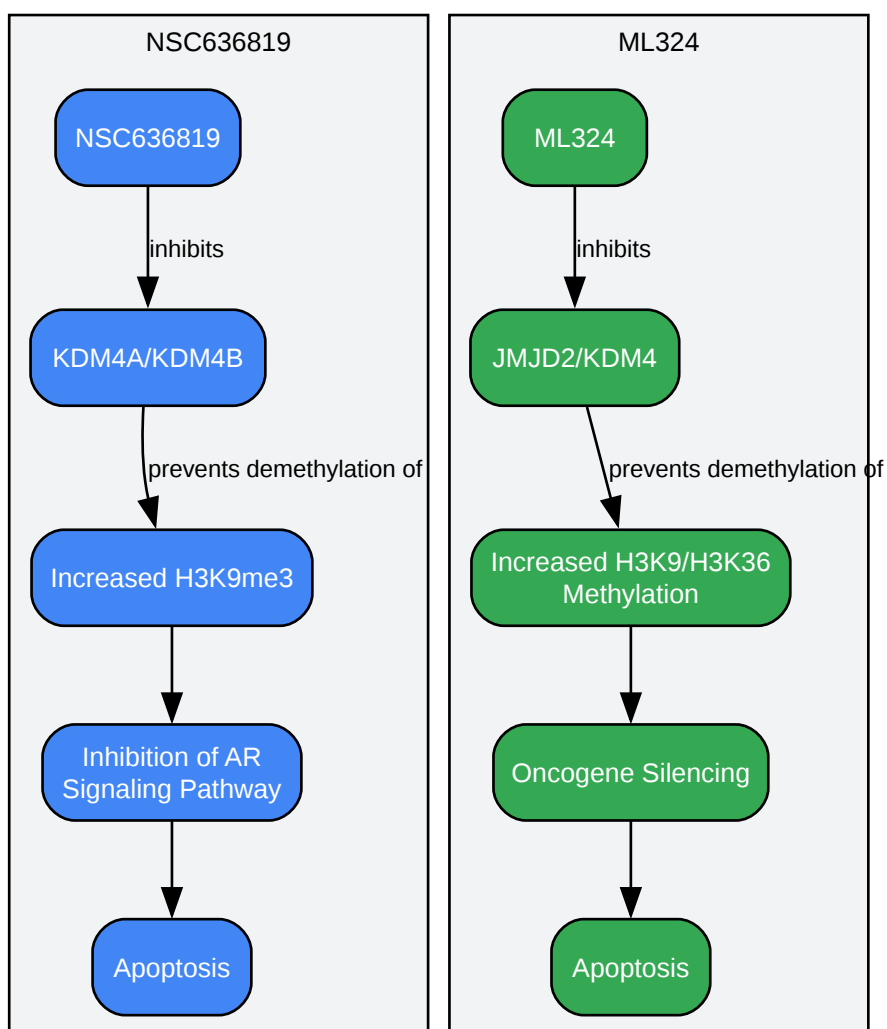 NSC636819
NSC636819
inhibits
KDM4A/KDM4B
prevents demethylation of
Increased H3K9me3
Inhibition of AR
Signaling Pathway
Apoptosis
ML324
ML324
inhibits
JMJD2/KDM4
prevents demethylation of
Increased H3K9/H3K36
Methylation
Oncogene Silencing
Apoptosis